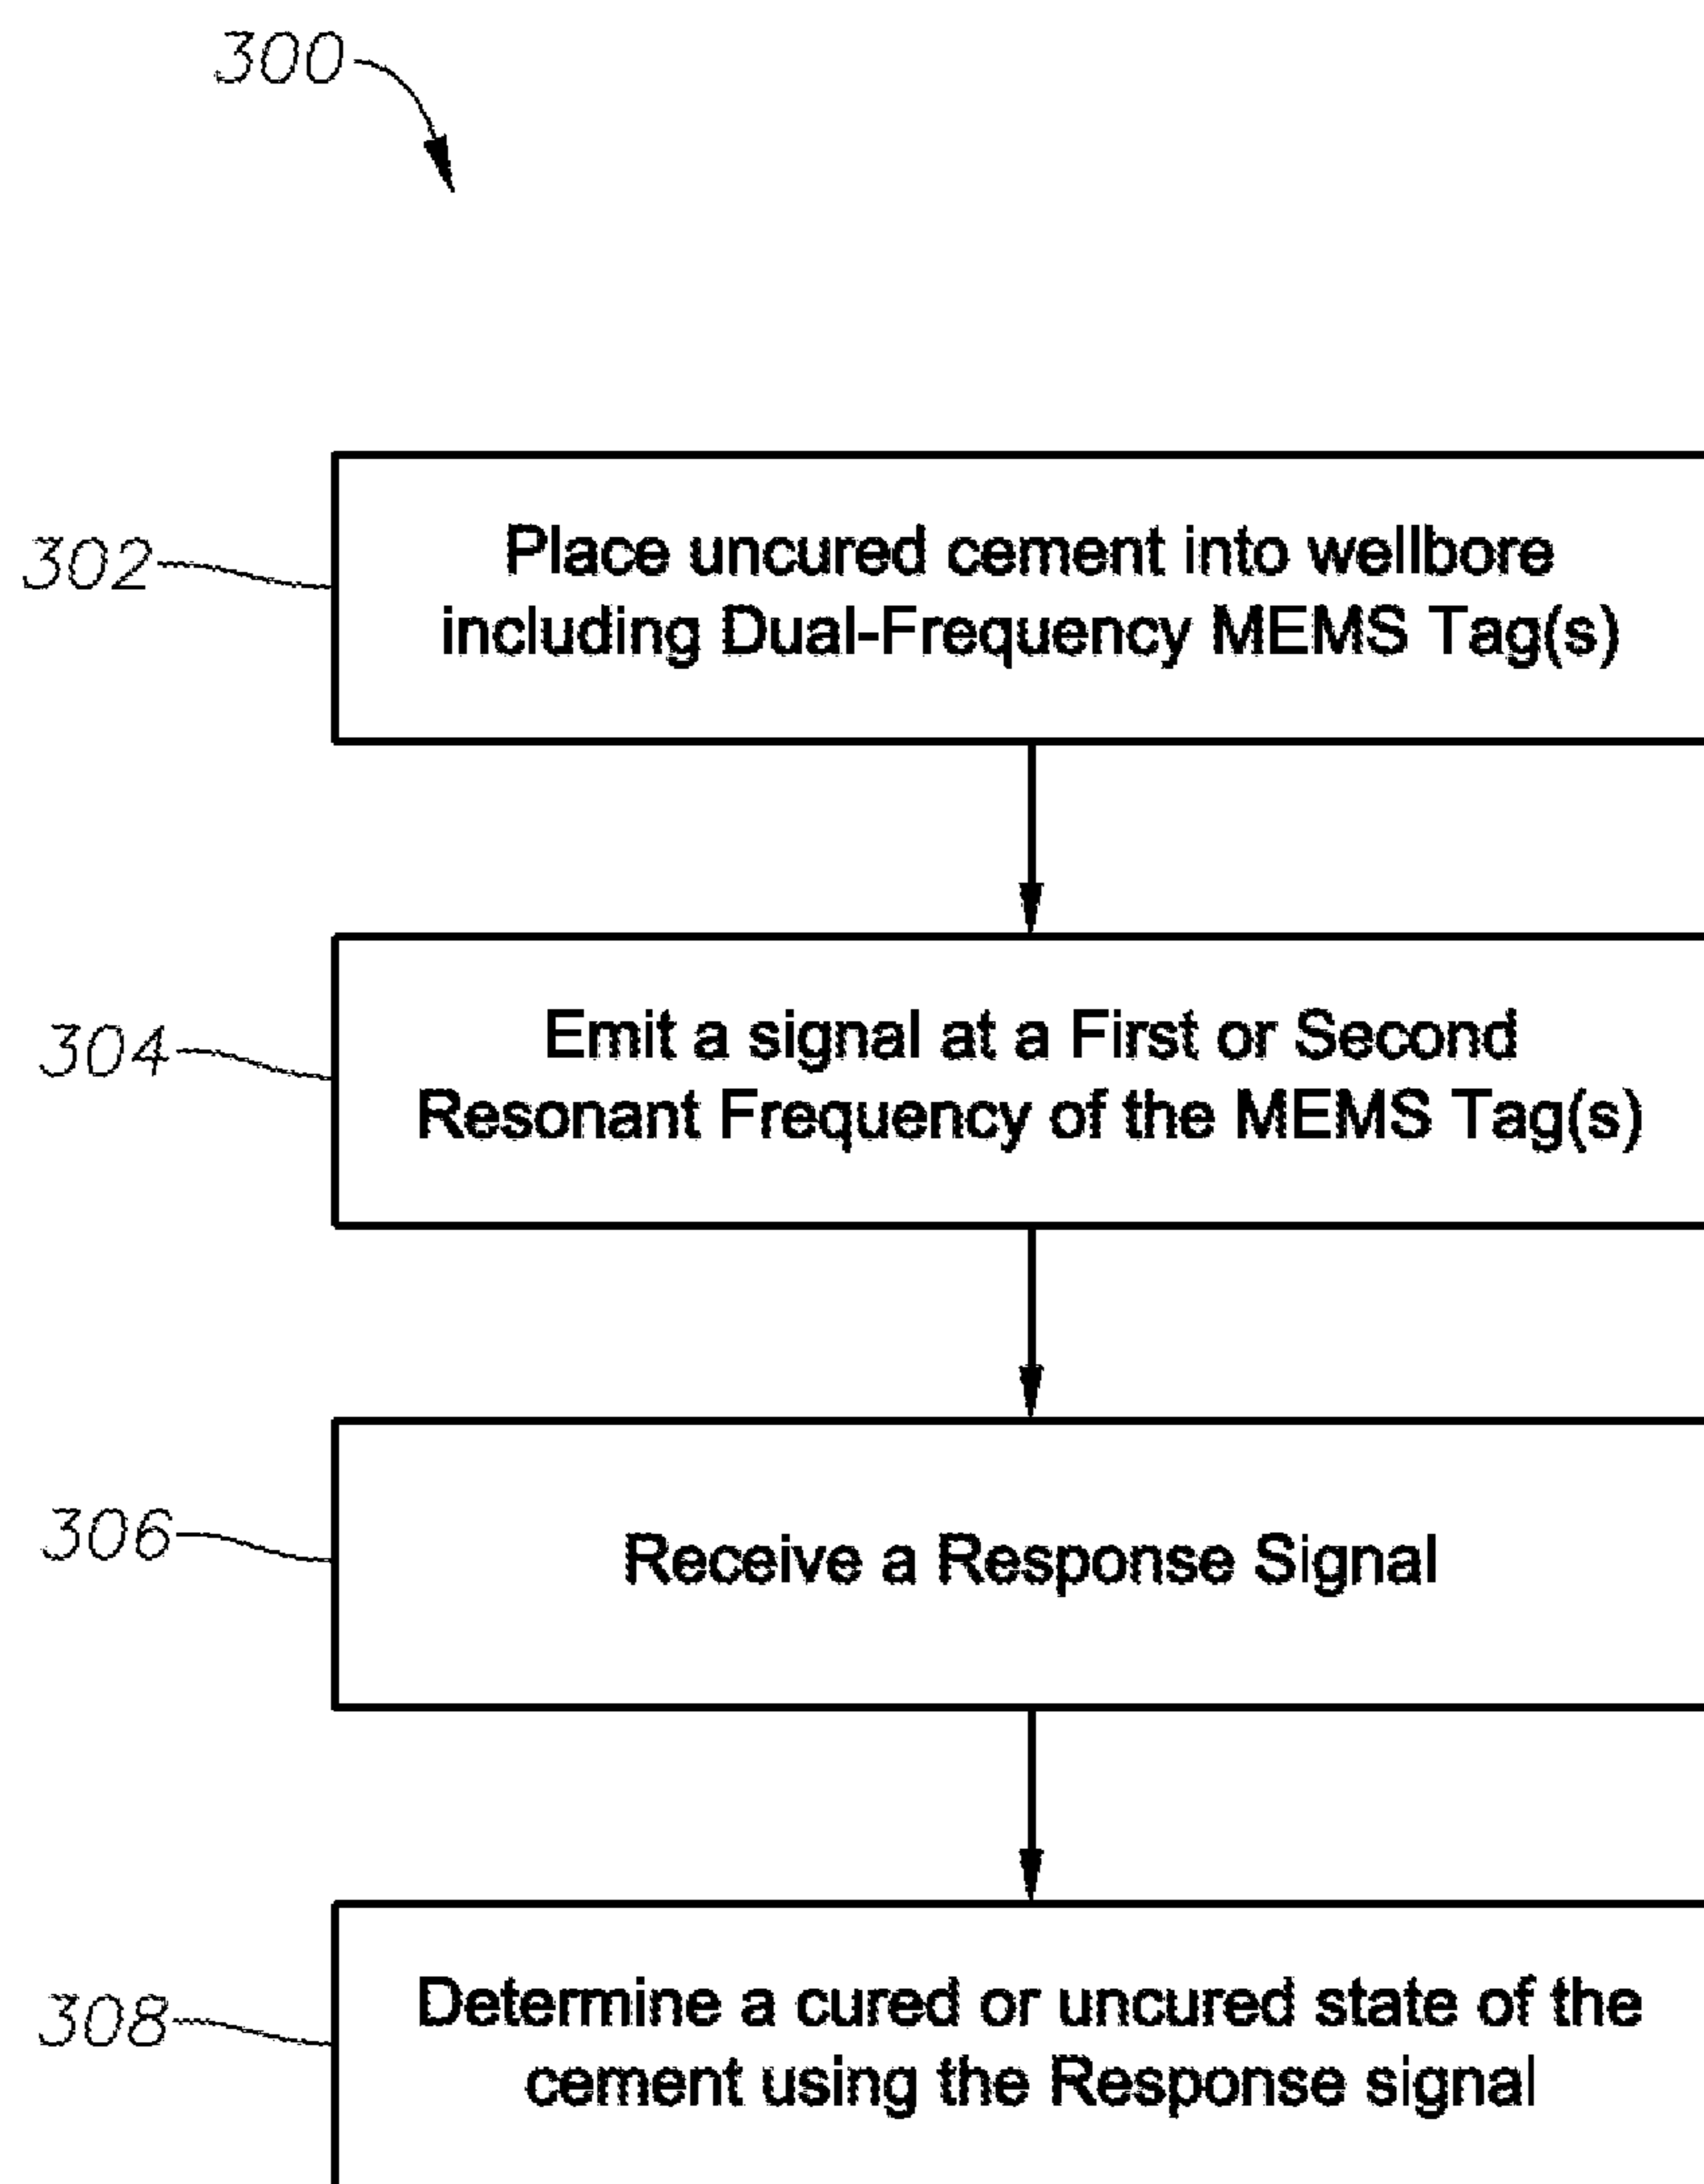 300
302
Place uncured cement into wellbore
including Dual-Frequency MEMS Tag(s)
304
Emit a signal at a First or Second
Resonant Frequency of the MEMS Tag(s)
306
Receive a Response Signal
308
Determine a cured or uncured state of the
cement using the Response signal